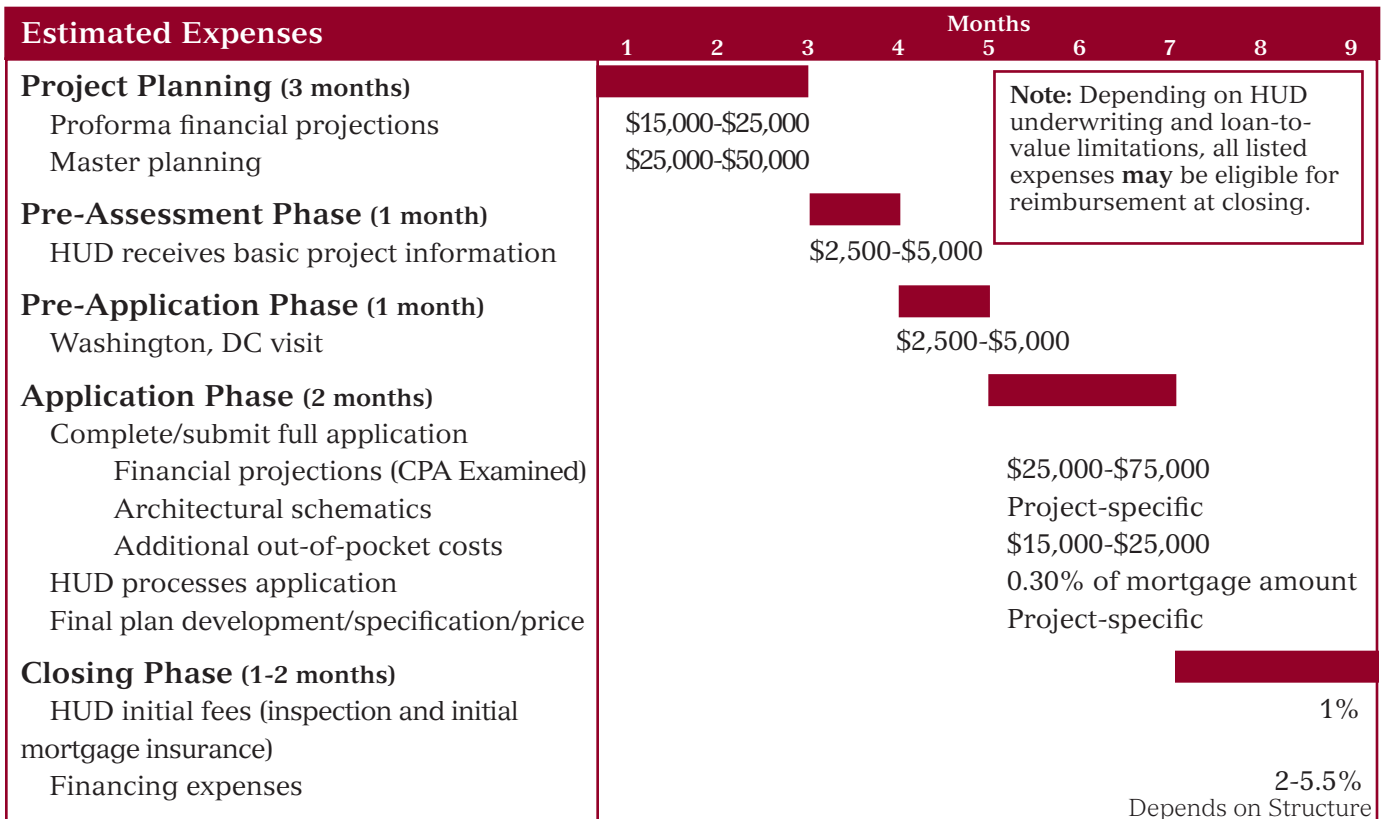 Estimated Expenses
Months
1 2 3 4 5 6 7 8 9
Project Planning (3 months)
Proforma financial projections $15,000-$25,000
Master planning $25,000-$50,000
Note: Depending on HUD
underwriting and loan-to-
value limitations, all listed
expenses may be eligible for
reimbursement at closing.
Pre-Assessment Phase (1 month)
HUD receives basic project information $2,500-$5,000
Pre-Application Phase (1 month)
Washington, DC visit $2,500-$5,000
Application Phase (2 months)
Complete/submit full application
Financial projections (CPA Examined) $25,000-$75,000
Architectural schematics Project-specific
Additional out-of-pocket costs $15,000-$25,000
HUD processes application 0.30% of mortgage amount
Final plan development/specification/price Project-specific
Closing Phase (1-2 months)
HUD initial fees (inspection and initial 1%
mortgage insurance)
Financing expenses 2-5.5%
Depends on Structure